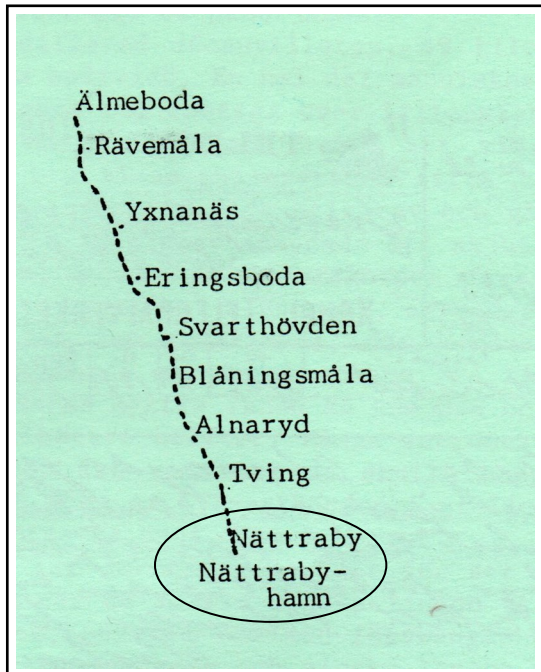 Älmeboda
Rävemåla
Yxnanäs
Eringsboda
Svarthövden
Blåningsmåla
Alnaryd
Tving
Nättraby
Nättraby-
hamn